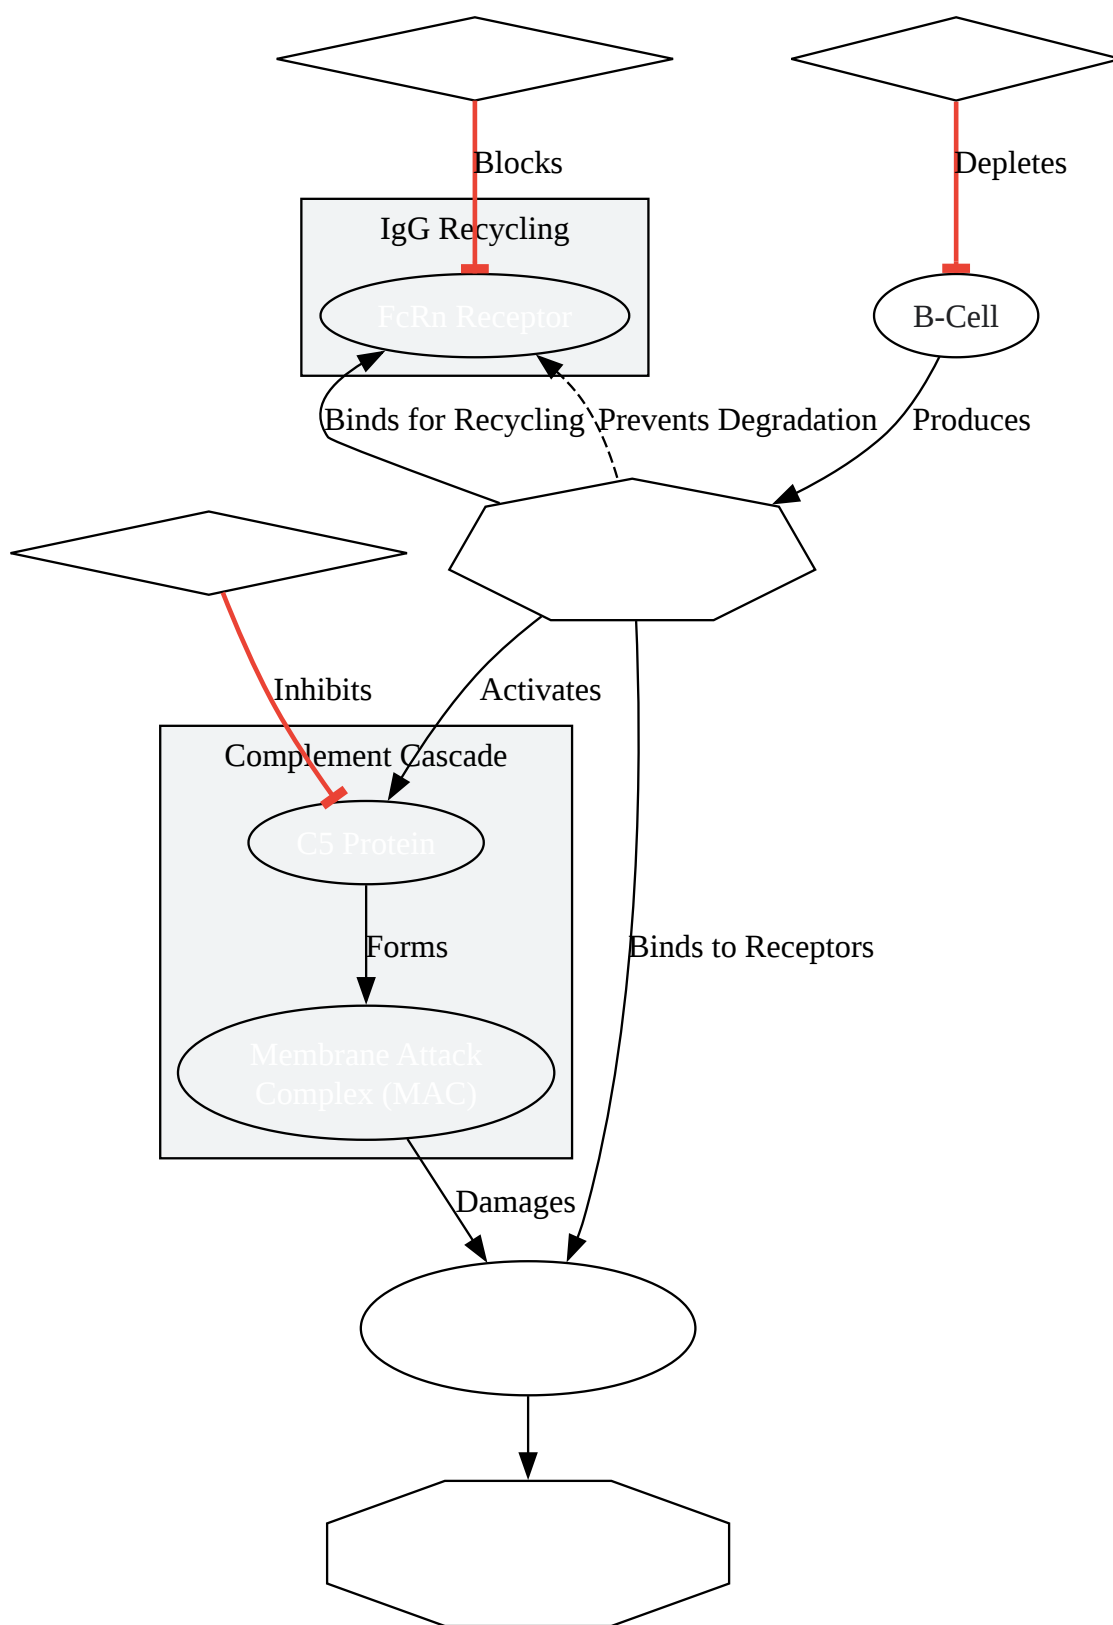 Blocks
Depletes
IgG Recycling
FcRn Receptor
B-Cell
Binds for Recycling
Prevents Degradation
Produces
Inhibits
Activates
Complement Cascade
C5 Protein
Forms
Binds to Receptors
Membrane Attack
Complex (MAC)
Damages